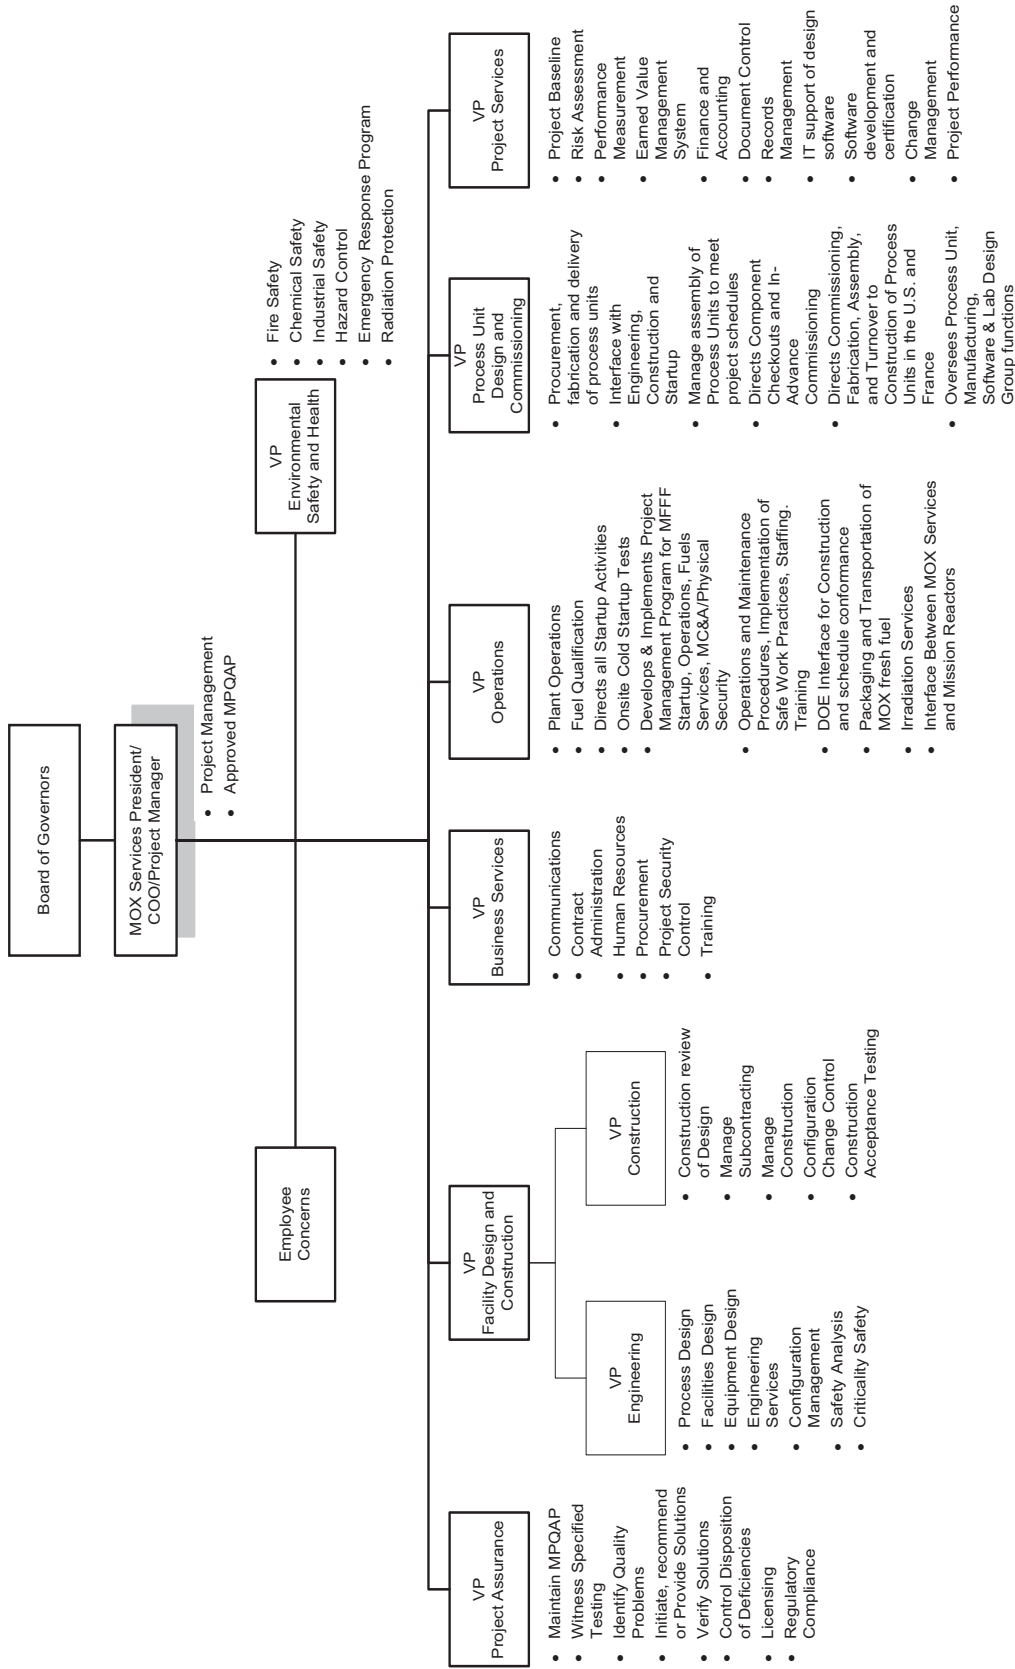 Board of Governors
MOX Services President/
COO/Project Manager
• Project Management
• Approved MPQAP
Employee
Concerns
VP
Environmental
Safety and Health
• Fire Safety
• Chemical Safety
• Industrial Safety
• Hazard Control
• Emergency Response Program
• Radiation Protection
VP
Project Assurance
• Maintain MPQAP
• Witness Specified
Testing
• Identify Quality
Problems
• Initiate, recommend
or Provide Solutions
• Verify Solutions
• Control Disposition
of Deficiencies
• Licensing
• Regulatory
Compliance
VP
Facility Design and
Construction
VP
Engineering
• Process Design
• Facilities Design
• Equipment Design
• Engineering
Services
• Configuration
Management
• Safety Analysis
• Criticality Safety
VP
Construction
• Construction review
of Design
• Manage
Subcontracting
• Manage
Construction
• Configuration
Change Control
• Construction
Acceptance Testing
VP
Business Services
• Communications
• Contract
Administration
• Human Resources
• Procurement
• Project Security
Control
• Training
VP
Operations
• Plant Operations
• Fuel Qualification
• Directs all Startup Activities
• Onsite Cold Startup Tests
• Develops & Implements Project
Management Program for MFFF
Startup, Operations, Fuels
Services, MC&A/Physical
Security
• Operations and Maintenance
Procedures, Implementation of
Safe Work Practices, Staffing.
Training
• DOE Interface for Construction
and schedule conformance
• Packaging and Transportation of
MOX fresh fuel
• Irradiation Services
• Interface Between MOX Services
and Mission Reactors
VP
Process Unit
Design and
Commissioning
• Procurement,
fabrication and delivery
of process units
• Interface with
Engineering,
Construction and
Startup
• Manage assembly of
Process Units to meet
project schedules
• Directs Component
Checkouts and In-
Advance
Commissioning
• Directs Commissioning,
Fabrication, Assembly,
and Turnover to
Construction of Process
Units in the U.S. and
France
• Oversees Process Unit,
Manufacturing,
Software & Lab Design
Group functions
VP
Project Services
• Project Baseline
• Risk Assessment
• Performance
Measurement
• Earned Value
Management
System
• Finance and
Accounting
• Document Control
• Records
Management
• IT support of design
software
• Software
development and
certification
• Change
Management
• Project Performance